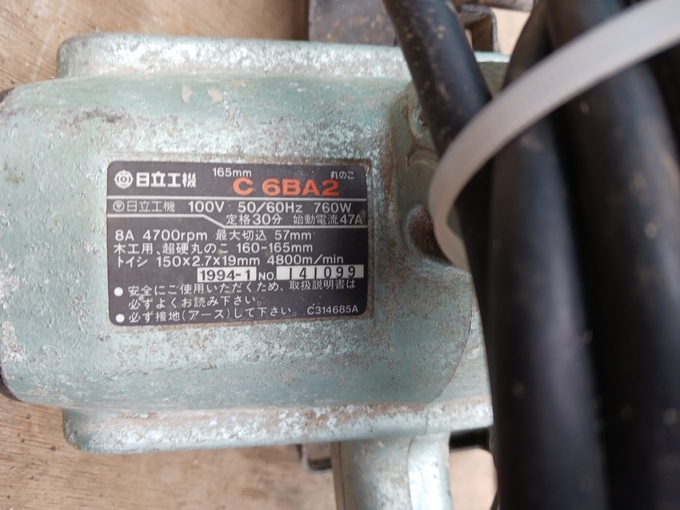 日立工機 165mm 丸のこ
C 6BA2
日立工機 100V 50/60Hz 760W
定格30分 始動電流47A
8A 4700rpm 最大切込 57mm
木工用、超硬丸のこ 160-165mm
トイシ 150×2.7×19mm 4800m/min
1994-1 NO. 141099
●安全にご使用いただくため、取扱説明書は
必ずよくお読み下さい。
●必ず接地(アース)して下さい。 C314685A